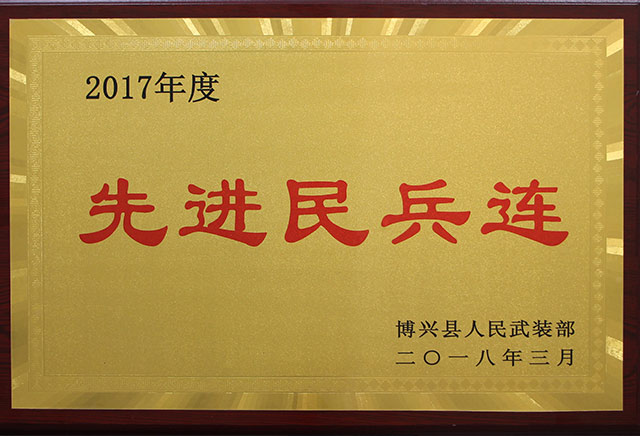 2017年度
先进民兵连
博兴县人民武装部
二〇一八年三月